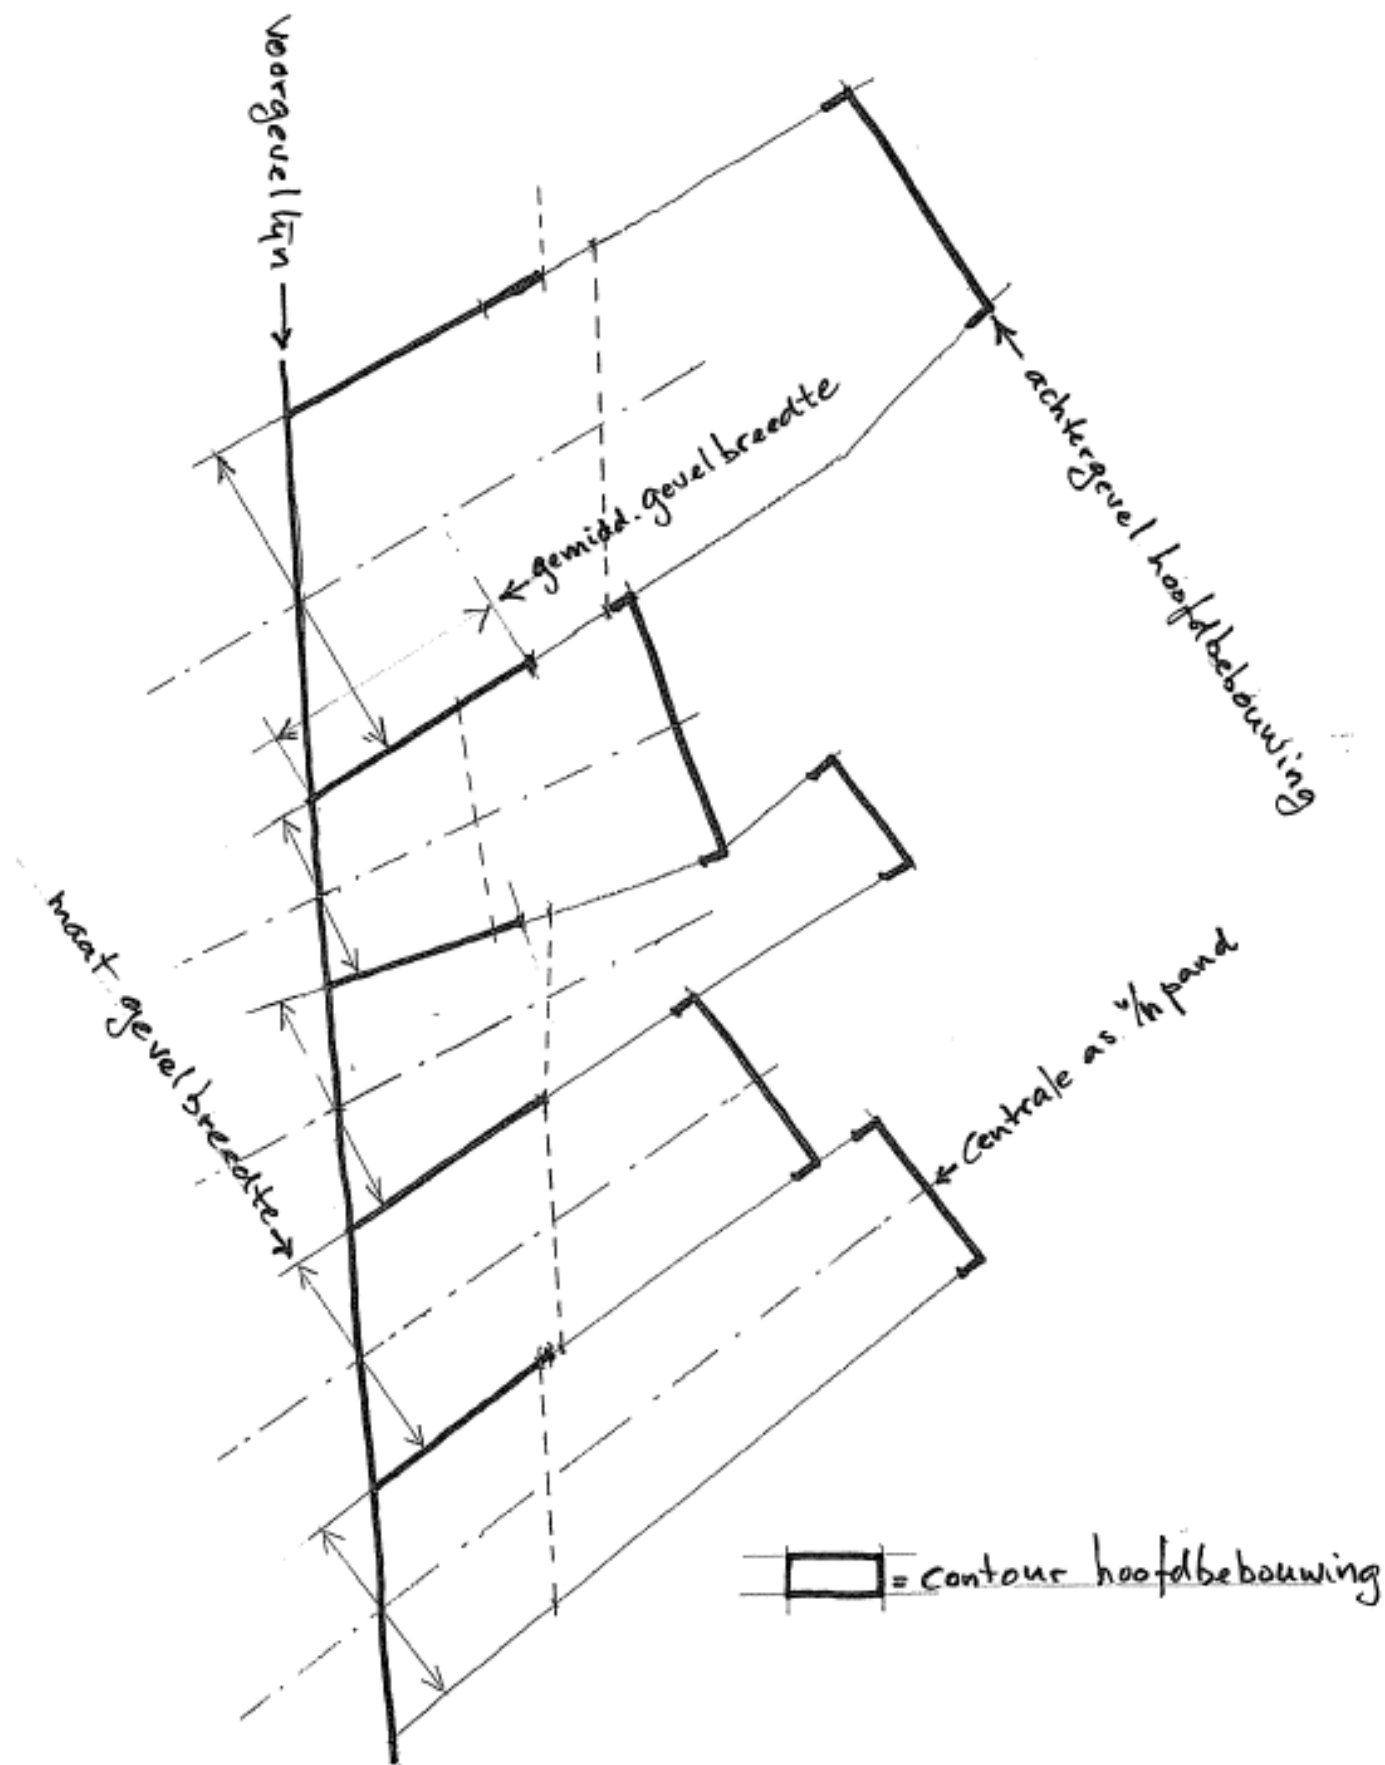 voorgevellijn
gemidd. gevelbreedte
achtergevel hoofdbebouwing
maat gevelbreedte
centrale as v/h pand
= contour hoofdbebouwing